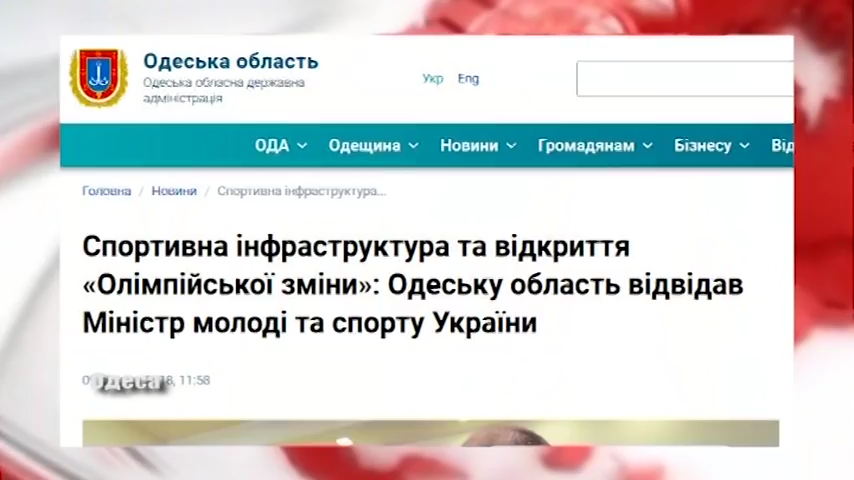 Одеська область
Одеська обласна державна
адміністрація
Укр Eng
ОДА Одещина Новини Громадянам Бізнесу Від
Головна / Новини / Спортивна інфраструктура...
Спортивна інфраструктура та відкриття
«Олімпійської зміни»: Одеську область відвідав
Міністр молоді та спорту України
11:58
Одеса